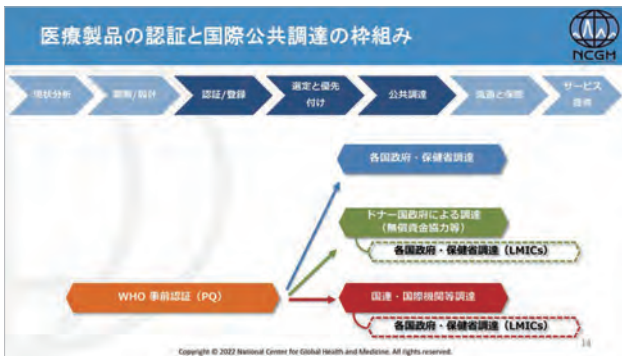 医療製品の認証と国際公共調達の枠組み
NCGM
現状分析
認証/登録
選定と優先
付け
公共調達
流通と保管
サービス
提供
各国政府・保健省調達
ドナー国政府による調達
(無償資金協力等)
各国政府・保健省調達(LMICs)
WHO 事前認証(PQ)
国連・国際機関等調達
各国政府・保健省調達(LMICs)
Copyright © 2022 National Center for Global Health and Medicine. All rights reserved.
14